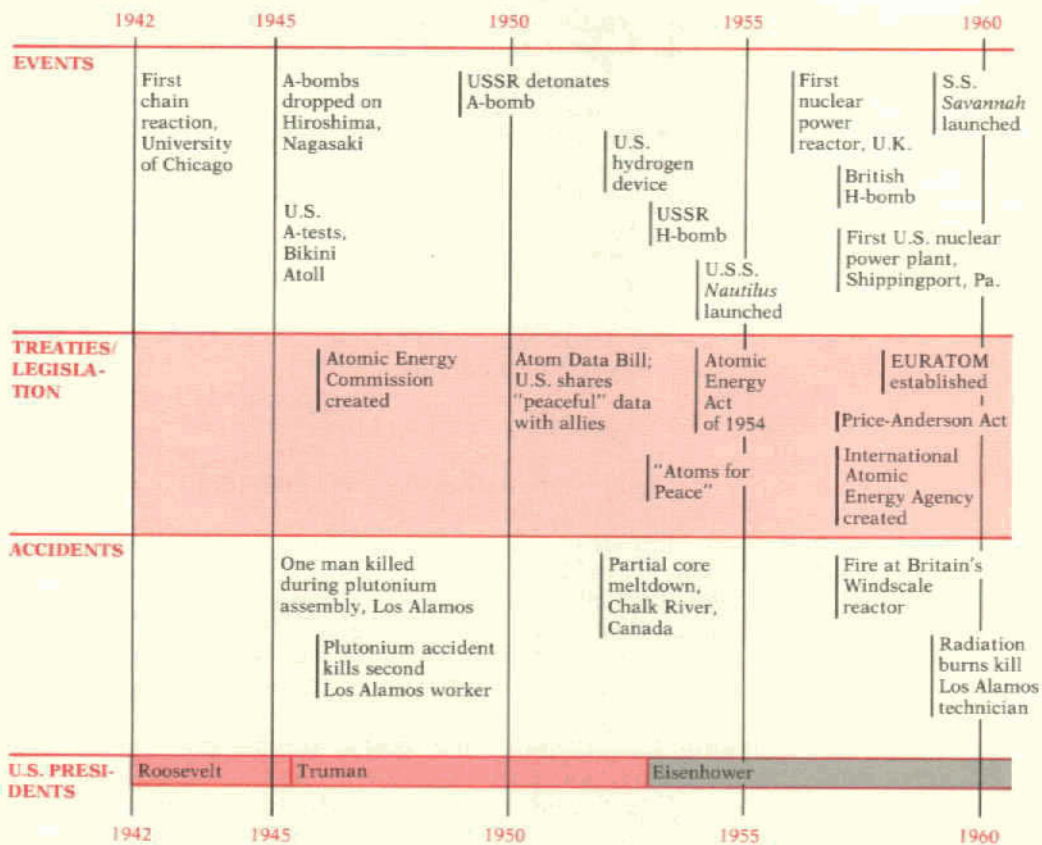 1942 1945 1950 1955 1960
EVENTS
First
chain
reaction,
University
of Chicago
A-bombs
dropped on
Hiroshima,
Nagasaki
U.S.
A-tests,
Bikini
Atoll
USSR detonates
A-bomb
U.S.
hydrogen
device
USSR
H-bomb
U.S.S.
Nautilus
launched
First
nuclear
power
reactor, U.K.
British
H-bomb
First U.S. nuclear
power plant,
Shippingport, Pa.
S.S.
Savannah
launched
TREATIES/
LEGISLA-
TION
Atomic Energy
Commission
created
Atom Data Bill;
U.S. shares
"peaceful" data
with allies
Atomic
Energy
Act
of 1954
"Atoms for
Peace"
EURATOM
established
Price-Anderson Act
International
Atomic
Energy Agency
created
ACCIDENTS
One man killed
during plutonium
assembly, Los Alamos
Plutonium accident
kills second
Los Alamos worker
Partial core
meltdown,
Chalk River,
Canada
Fire at Britain's
Windscale
reactor
Radiation
burns kill
Los Alamos
technician
U.S. PRESI-
DENTS
Roosevelt
Truman
Eisenhower
1942 1945 1950 1955 1960